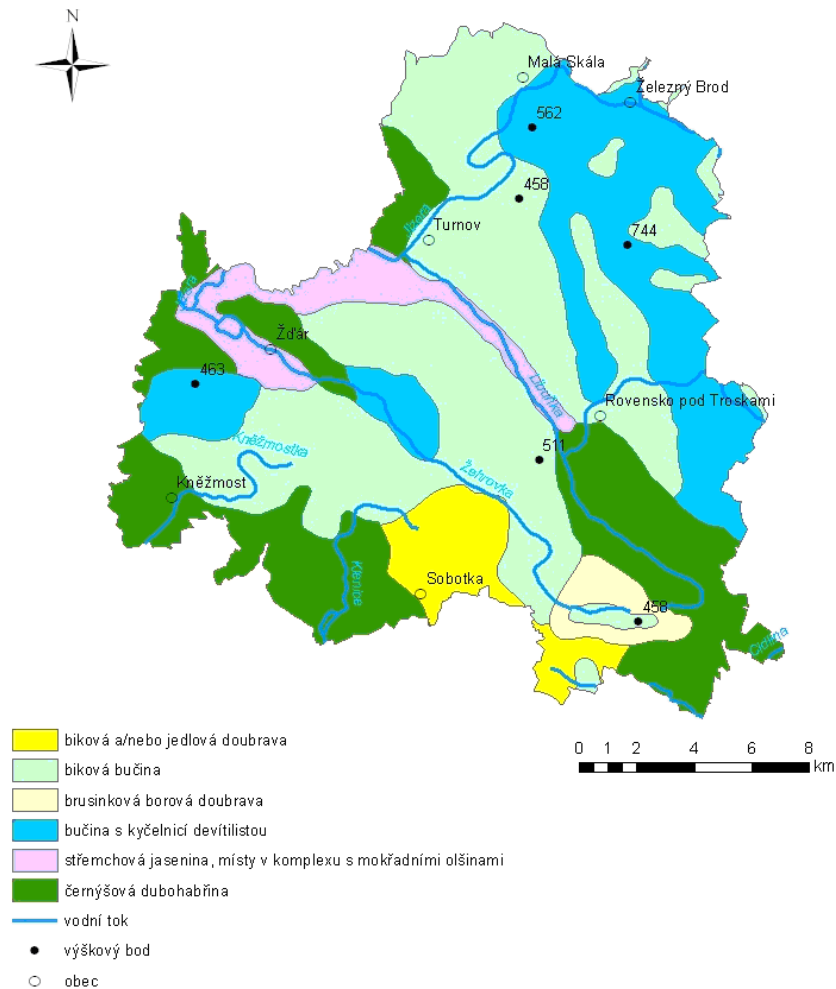 N
Malá Skála
Železný Brod
562
458
Jizera
Turnov
744
Jizera
Žďár
463
Libuňka
Rovensko pod Troskami
Kněžmostka
511
Žehrovka
Kněžmost
Klenice
Sobotka
458
Cidlina
biková a/nebo jedlová doubrava
biková bučina
brusinková borová doubrava
bučina s kyčelnicí devítilistou
střemchová jasenina, místy v komplexu s mokřadními olšinami
černýšová dubohabřina
vodní tok
výškový bod
obec
0 1 2 4 6 8
km